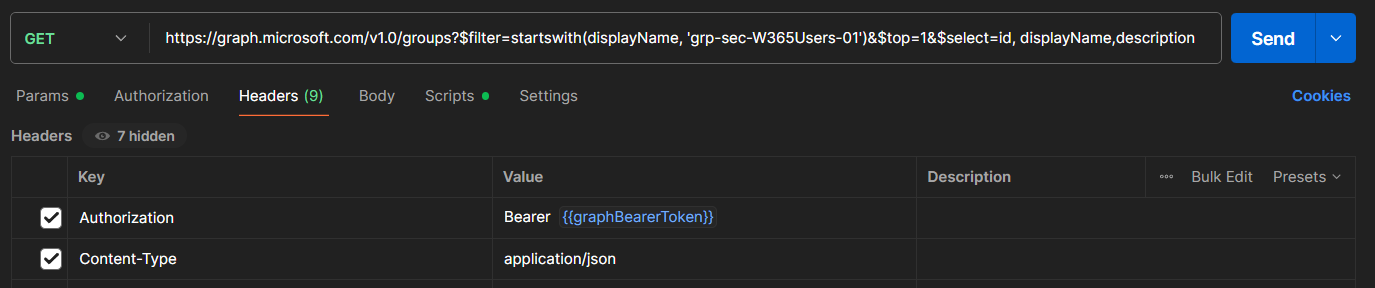 GET https://graph.microsoft.com/v1.0/groups?$filter=startswith(displayName, 'grp-sec-W365Users-01')&$top=1&$select=id, displayName,description Send
Params Authorization Headers (9) Body Scripts Settings Cookies
Headers 7 hidden
Key Value Description Bulk Edit Presets
Authorization Bearer {{graphBearerToken}}
Content-Type application/json